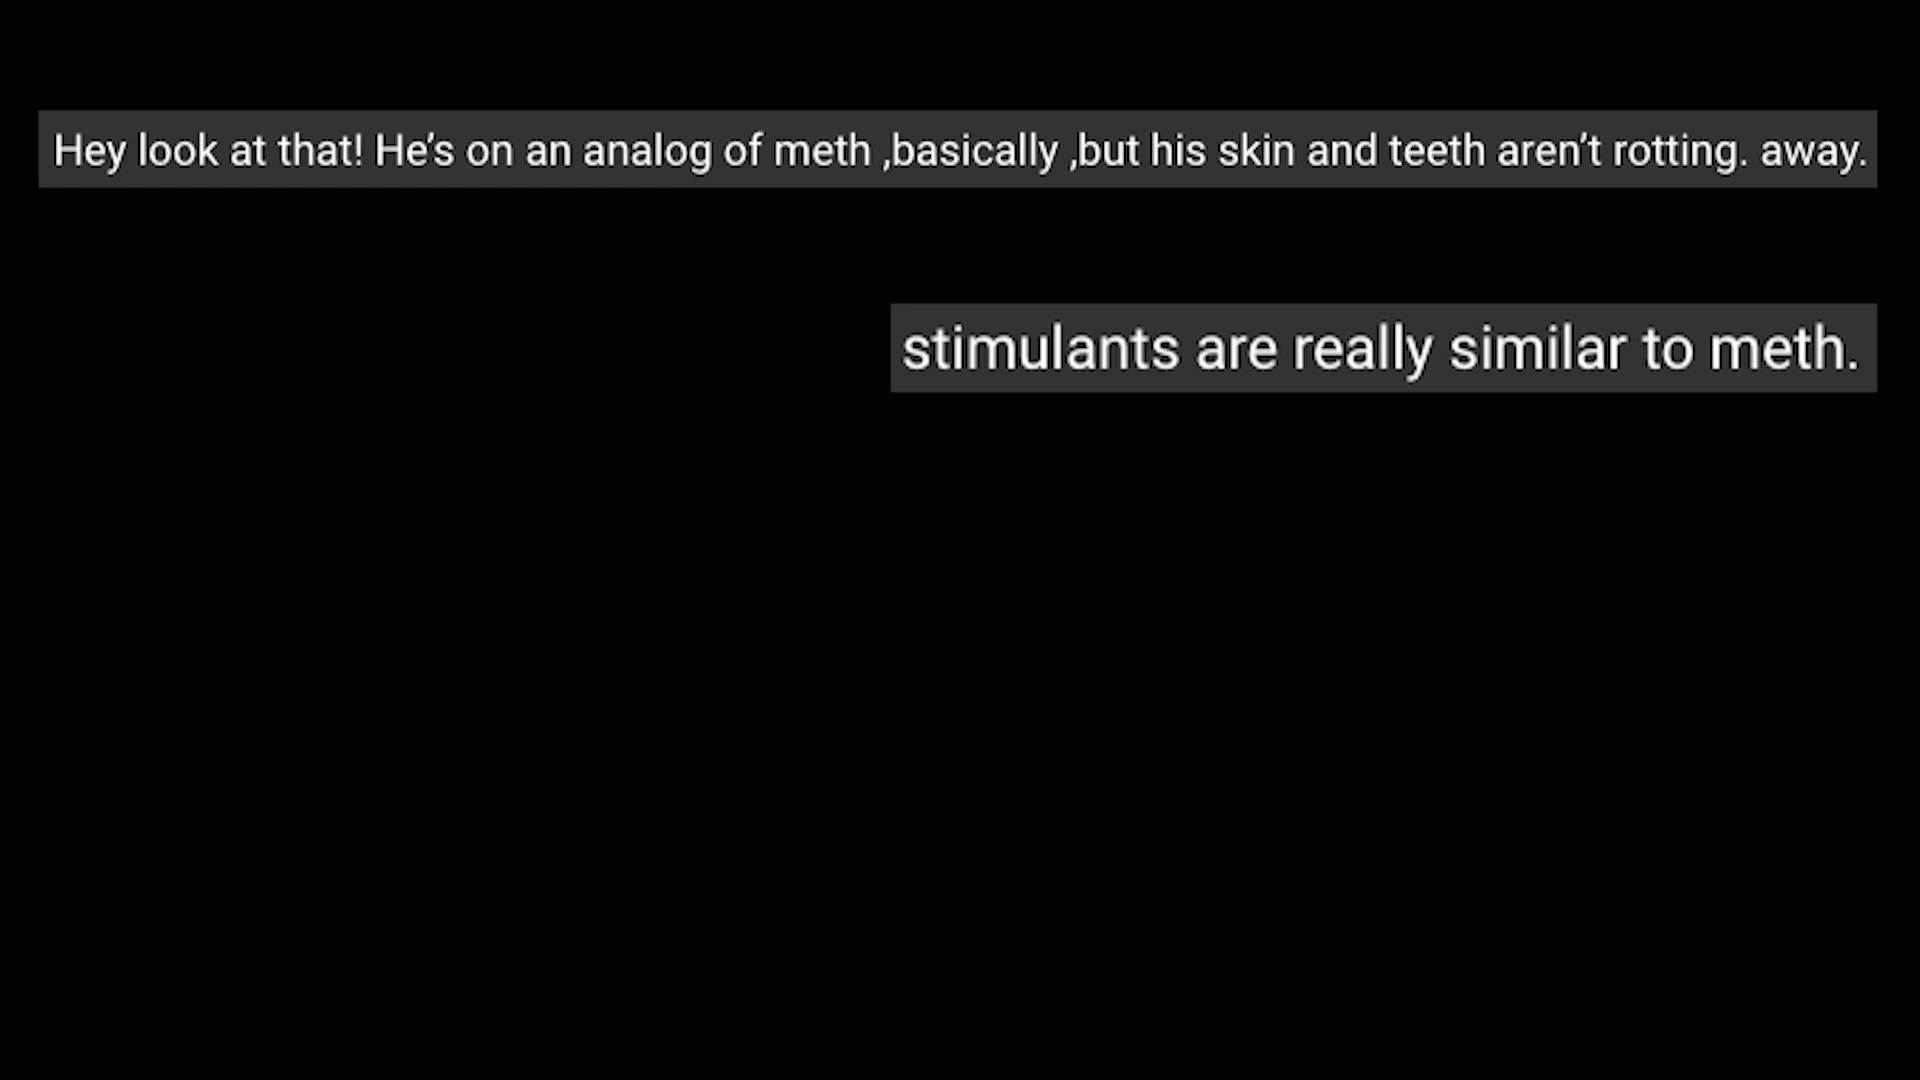 Hey look at that! He’s on an analog of meth ,basically ,but his skin and teeth aren’t rotting. away.
stimulants are really similar to meth.